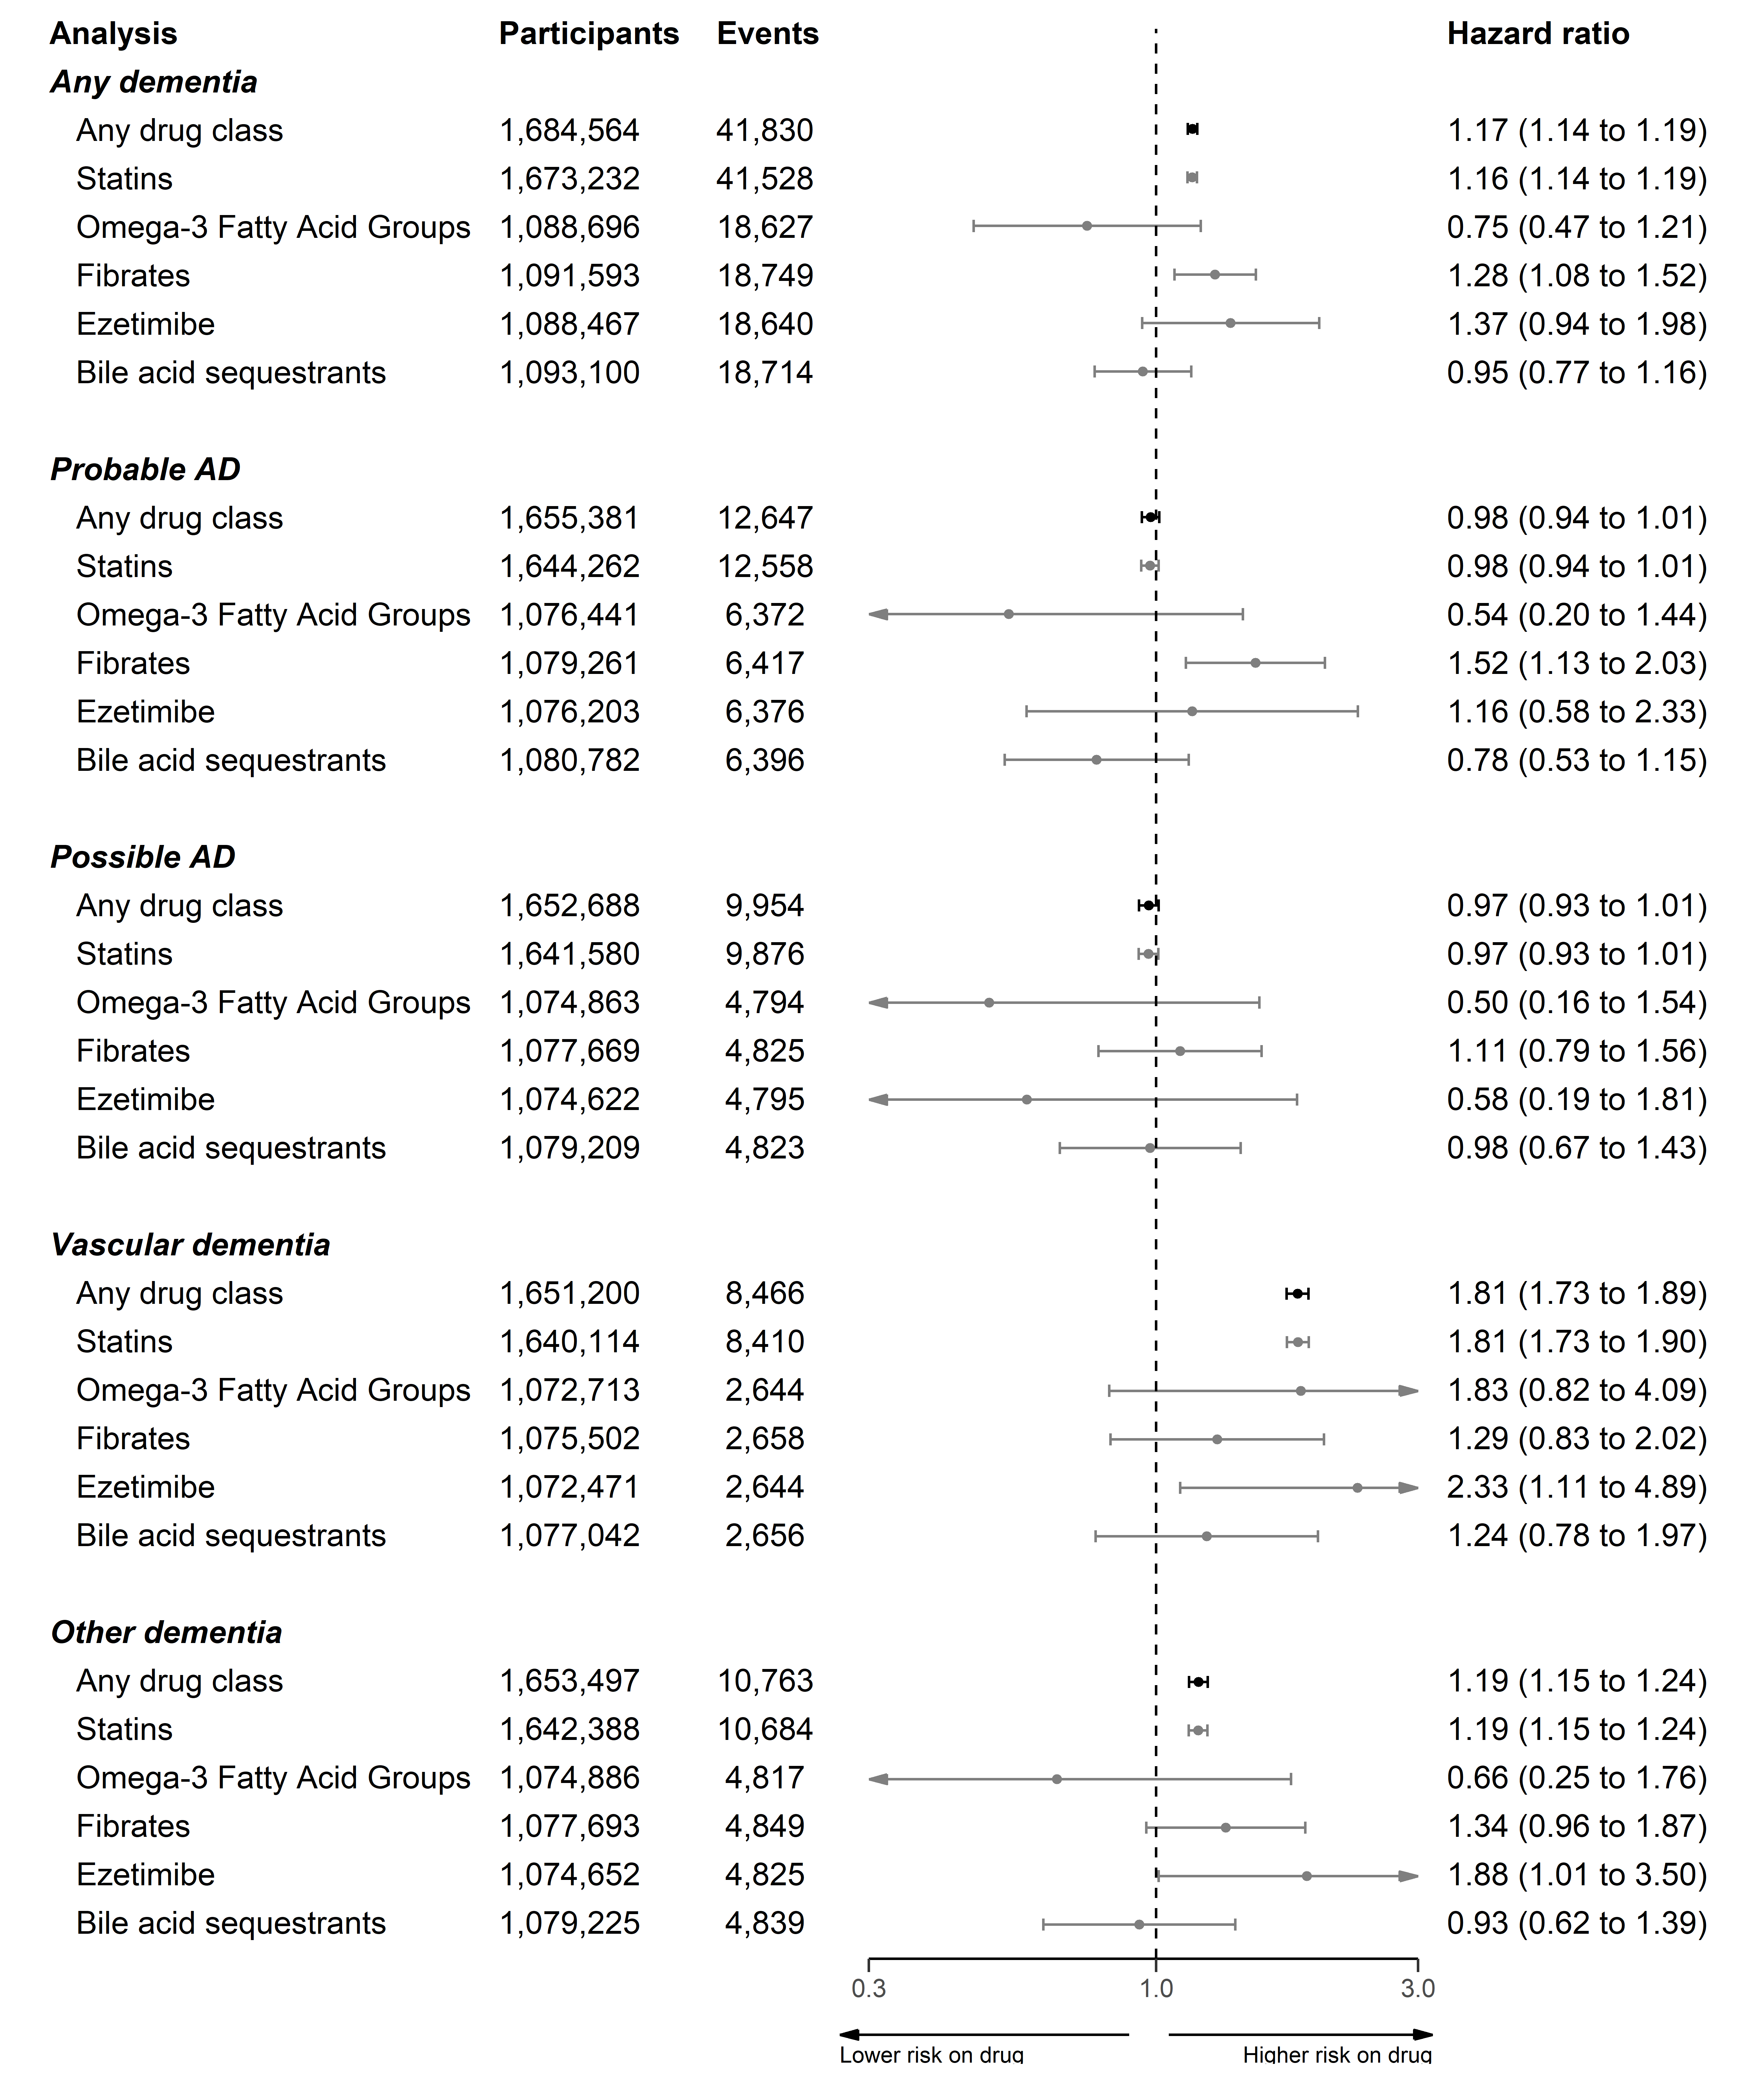 Analysis Participants Events Hazard ratio
Any dementia
Any drug class 1,684,564 41,830 1.17 (1.14 to 1.19)
Statins 1,673,232 41,528 1.16 (1.14 to 1.19)
Omega-3 Fatty Acid Groups 1,088,696 18,627 0.75 (0.47 to 1.21)
Fibrates 1,091,593 18,749 1.28 (1.08 to 1.52)
Ezetimibe 1,088,467 18,640 1.37 (0.94 to 1.98)
Bile acid sequestrants 1,093,100 18,714 0.95 (0.77 to 1.16)
Probable AD
Any drug class 1,655,381 12,647 0.98 (0.94 to 1.01)
Statins 1,644,262 12,558 0.98 (0.94 to 1.01)
Omega-3 Fatty Acid Groups 1,076,441 6,372 0.54 (0.20 to 1.44)
Fibrates 1,079,261 6,417 1.52 (1.13 to 2.03)
Ezetimibe 1,076,203 6,376 1.16 (0.58 to 2.33)
Bile acid sequestrants 1,080,782 6,396 0.78 (0.53 to 1.15)
Possible AD
Any drug class 1,652,688 9,954 0.97 (0.93 to 1.01)
Statins 1,641,580 9,876 0.97 (0.93 to 1.01)
Omega-3 Fatty Acid Groups 1,074,863 4,794 0.50 (0.16 to 1.54)
Fibrates 1,077,669 4,825 1.11 (0.79 to 1.56)
Ezetimibe 1,074,622 4,795 0.58 (0.19 to 1.81)
Bile acid sequestrants 1,079,209 4,823 0.98 (0.67 to 1.43)
Vascular dementia
Any drug class 1,651,200 8,466 1.81 (1.73 to 1.89)
Statins 1,640,114 8,410 1.81 (1.73 to 1.90)
Omega-3 Fatty Acid Groups 1,072,713 2,644 1.83 (0.82 to 4.09)
Fibrates 1,075,502 2,658 1.29 (0.83 to 2.02)
Ezetimibe 1,072,471 2,644 2.33 (1.11 to 4.89)
Bile acid sequestrants 1,077,042 2,656 1.24 (0.78 to 1.97)
Other dementia
Any drug class 1,653,497 10,763 1.19 (1.15 to 1.24)
Statins 1,642,388 10,684 1.19 (1.15 to 1.24)
Omega-3 Fatty Acid Groups 1,074,886 4,817 0.66 (0.25 to 1.76)
Fibrates 1,077,693 4,849 1.34 (0.96 to 1.87)
Ezetimibe 1,074,652 4,825 1.88 (1.01 to 3.50)
Bile acid sequestrants 1,079,225 4,839 0.93 (0.62 to 1.39)
0.3 1.0 3.0
Lower risk on drug Higher risk on drug